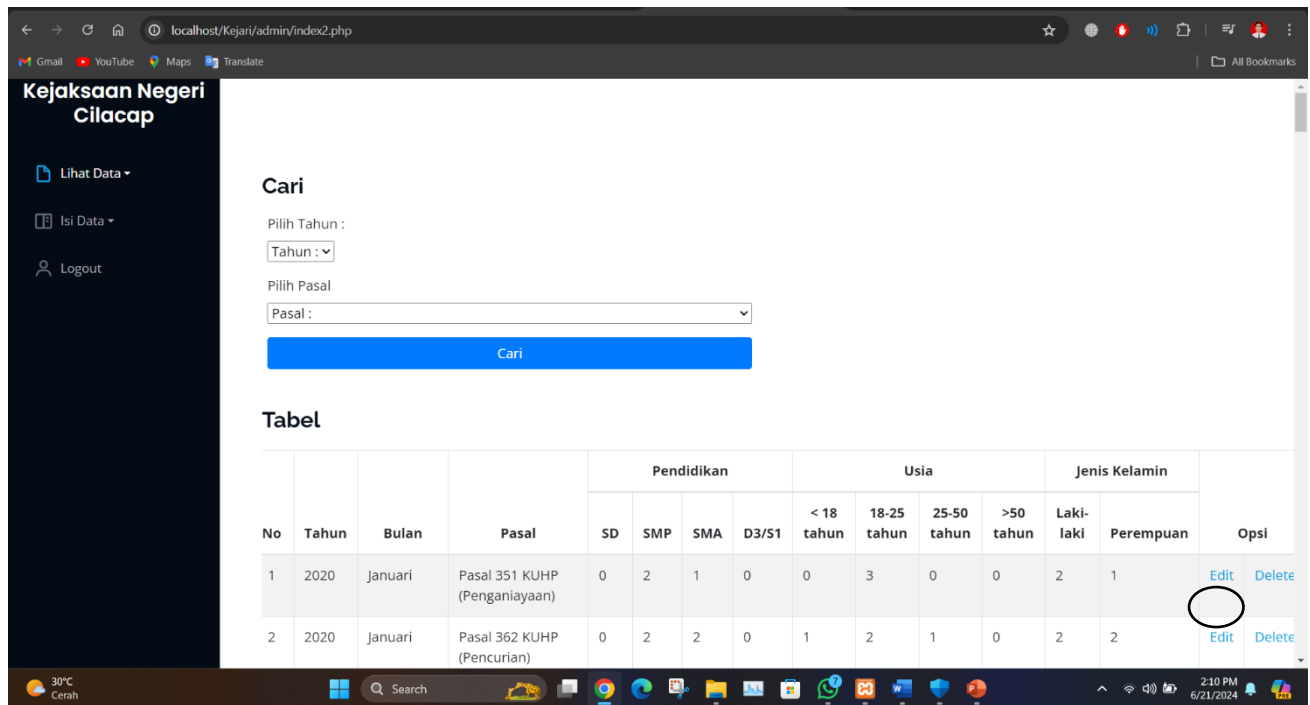 localhost/Kejari/admin/index2.php
Gmail YouTube Maps Translate All Bookmarks
Kejaksaan Negeri
Cilacap
Lihat Data
Isi Data
Logout
Cari
Pilih Tahun :
Tahun :
Pilih Pasal
Pasal :
Cari
Tabel
Pendidikan Usia Jenis Kelamin
No Tahun Bulan Pasal SD SMP SMA D3/S1 < 18 tahun 18-25 tahun 25-50 tahun >50 tahun Laki-laki Perempuan Opsi
1 2020 Januari Pasal 351 KUHP 0 2 1 0 0 3 0 0 2 1 Edit Delete
(Penganiayaan)
2 2020 Januari Pasal 362 KUHP 0 2 2 0 1 2 1 0 2 2 Edit Delete
(Pencurian)
30°C
Cerah
Search
7
2:10 PM
6/21/2024